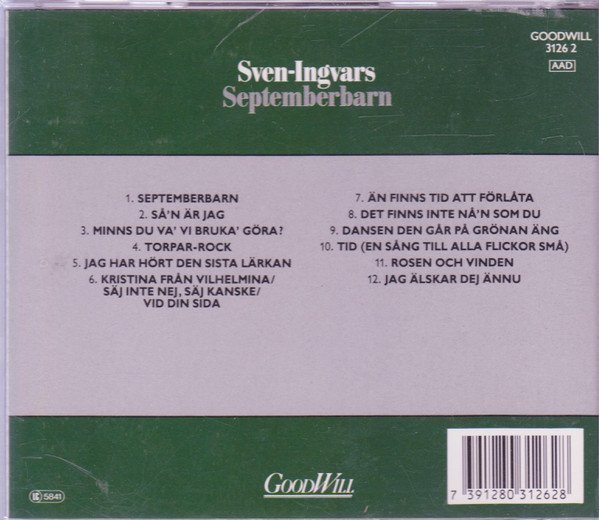 GOODWILL
3126 2
AAD
Sven-Ingvars
Septemberbarn
1. SEPTEMBERBARN
2. SÅ'N ÄR JAG
3. MINNS DU VA' VI BRUKA' GÖRA?
4. TORPAR-ROCK
5. JAG HAR HÖRT DEN SISTA LÄRKAN
6. KRISTINA FRÅN VILHELMINA/
SÄJ INTE NEJ, SÄJ KANSKE/
VID DIN SIDA
7. ÄN FINNS TID ATT FÖRLÅTA
8. DET FINNS INTE NÅ'N SOM DU
9. DANSEN DEN GÅR PÅ GRÖNAN ÄNG
10. TID (EN SÅNG TILL ALLA FLICKOR SMÅ)
11. ROSEN OCH VINDEN
12. JAG ÄLSKAR DEJ ÄNNU
5841
GOODWILL
7 391280 312628